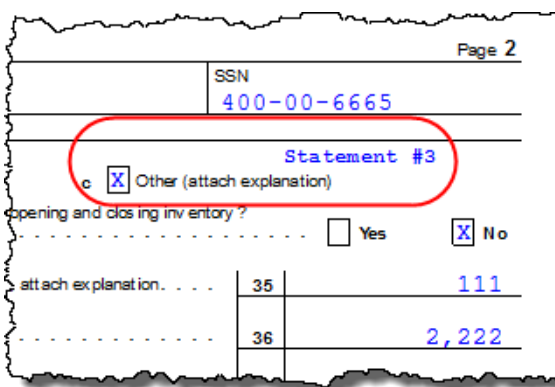 Page 2
SSN
400-00-6665
Statement #3
c X Other (attach explanation)
opening and closing inventory ?
. . . . . . . . . . . . . . . . . . . . . Yes X No
attach explanation. . . . 35 111
. . . . . . . . . . . . . 36 2,222